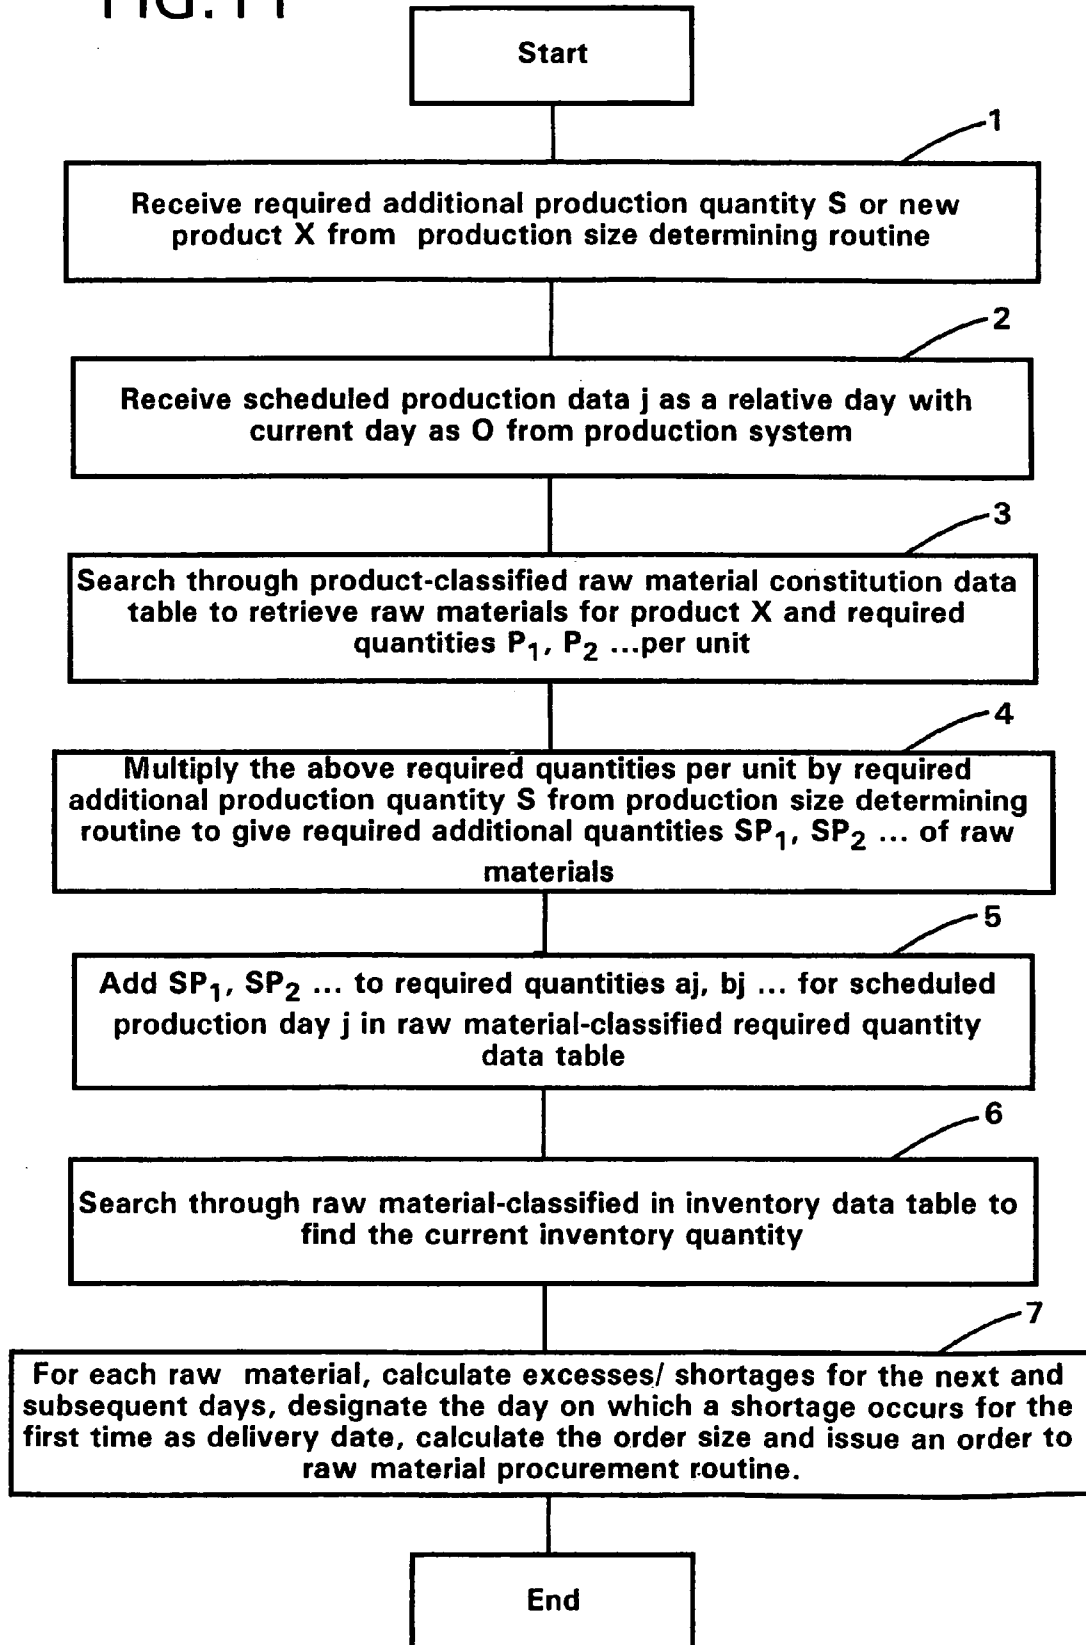 FIG. 11
Start
1
Receive required additional production quantity S or new
product X from production size determining routine
2
Receive scheduled production data j as a relative day with
current day as O from production system
3
Search through product-classified raw material constitution data
table to retrieve raw materials for product X and required
quantities P₁, P₂ ...per unit
4
Multiply the above required quantities per unit by required
additional production quantity S from production size determining
routine to give required additional quantities SP₁, SP₂ ... of raw
materials
5
Add SP₁, SP₂ ... to required quantities aj, bj ... for scheduled
production day j in raw material-classified required quantity
data table
6
Search through raw material-classified in inventory data table to
find the current inventory quantity
7
For each raw material, calculate excesses/ shortages for the next and
subsequent days, designate the day on which a shortage occurs for the
first time as delivery date, calculate the order size and issue an order to
raw material procurement routine.
End